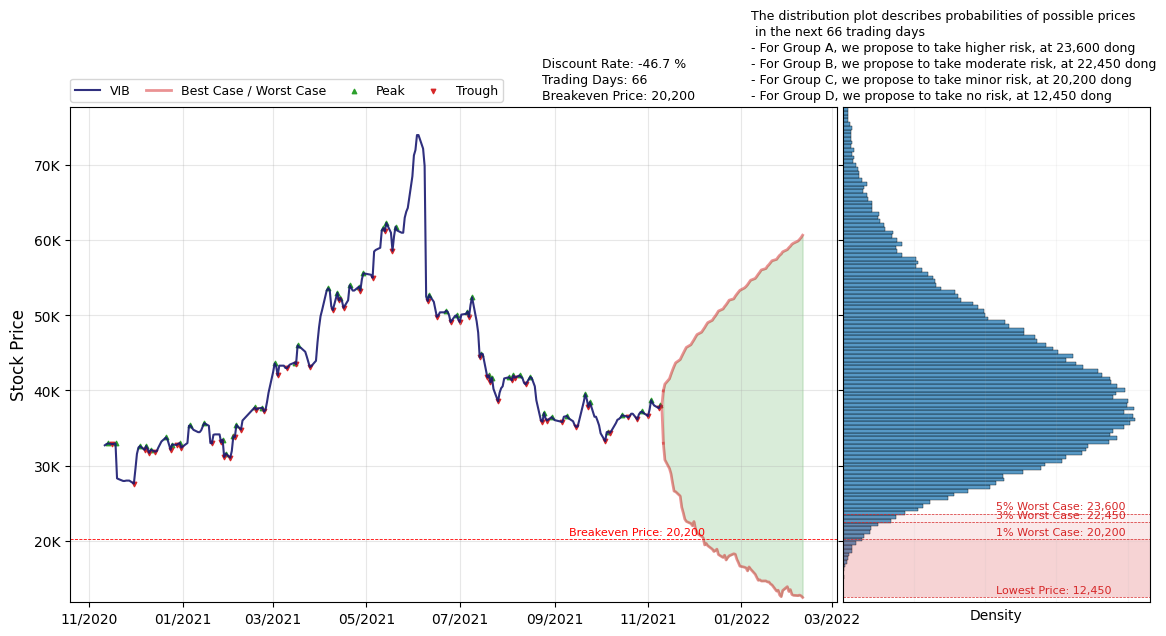 The distribution plot describes probabilities of possible prices
in the next 66 trading days
- For Group A, we propose to take higher risk, at 23,600 dong
- For Group B, we propose to take moderate risk, at 22,450 dong
- For Group C, we propose to take minor risk, at 20,200 dong
- For Group D, we propose to take no risk, at 12,450 dong
Discount Rate: -46.7 %
Trading Days: 66
Breakeven Price: 20,200
VIB
Best Case / Worst Case
Peak
Trough
Stock Price
70K
60K
50K
40K
30K
20K
Breakeven Price: 20,200
5% Worst Case: 23,600
3% Worst Case: 22,450
1% Worst Case: 20,200
Lowest Price: 12,450
11/2020
01/2021
03/2021
05/2021
07/2021
09/2021
11/2021
01/2022
03/2022
Density